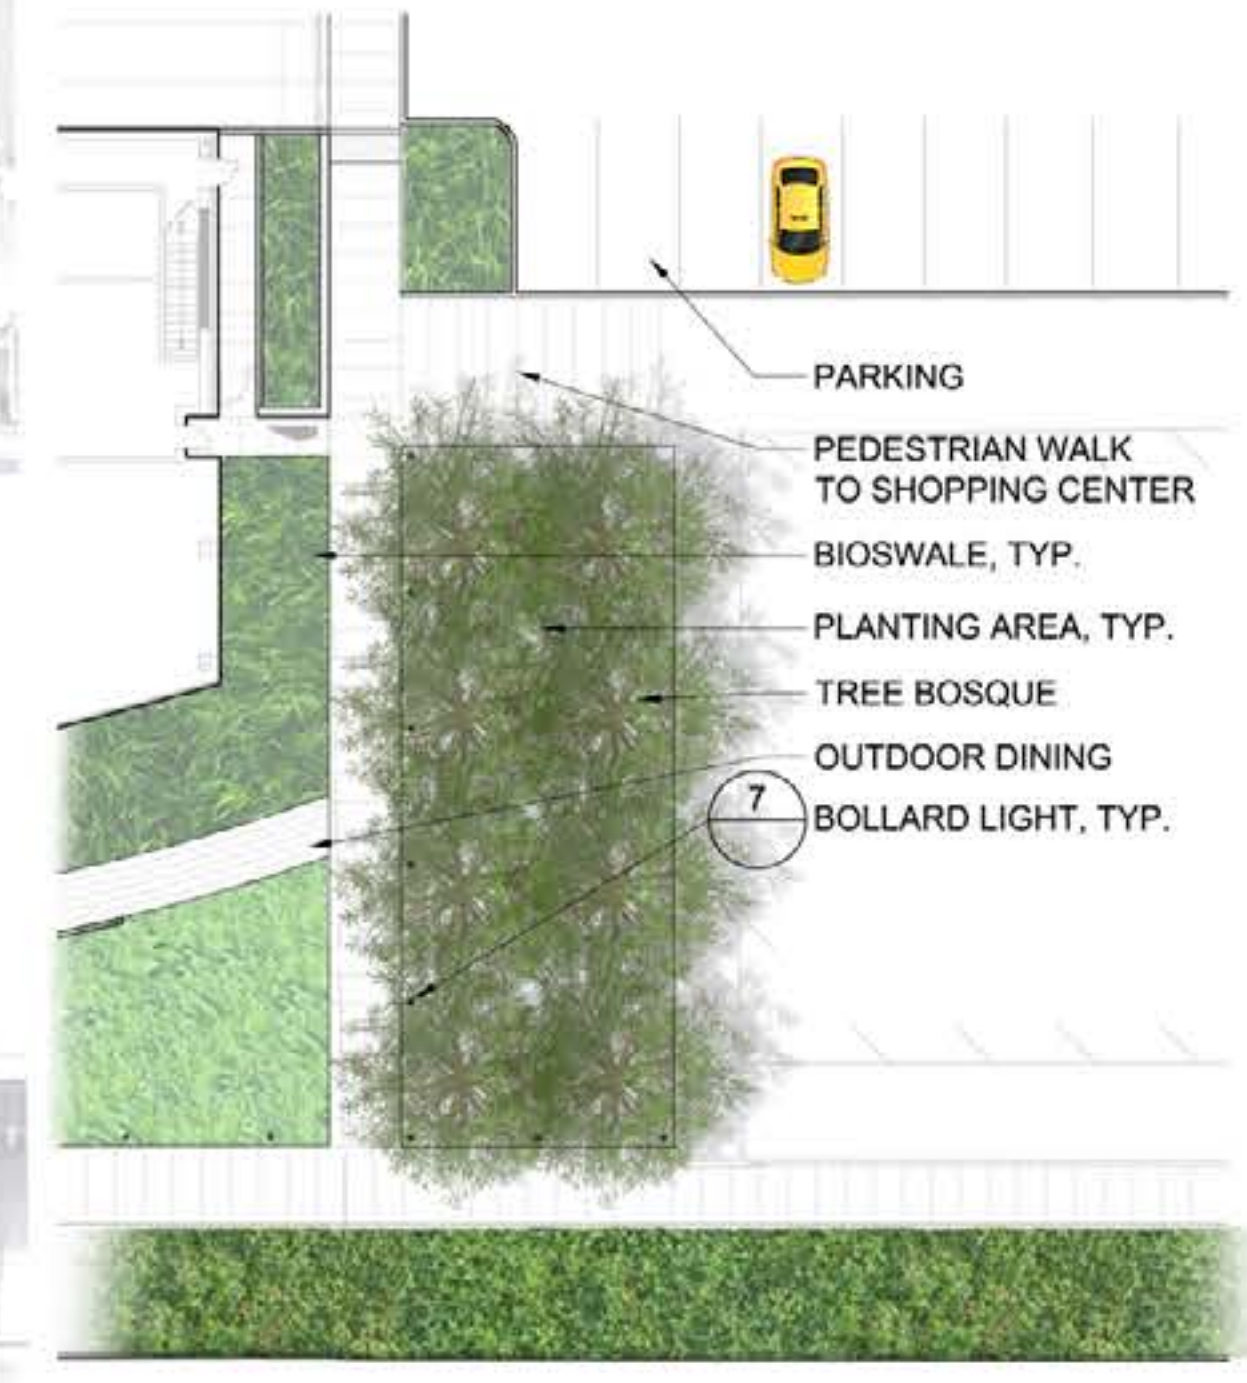 PARKING
PEDESTRIAN WALK
TO SHOPPING CENTER
BIOSWALE, TYP.
PLANTING AREA, TYP.
TREE BOSQUE
OUTDOOR DINING
7
BOLLARD LIGHT, TYP.